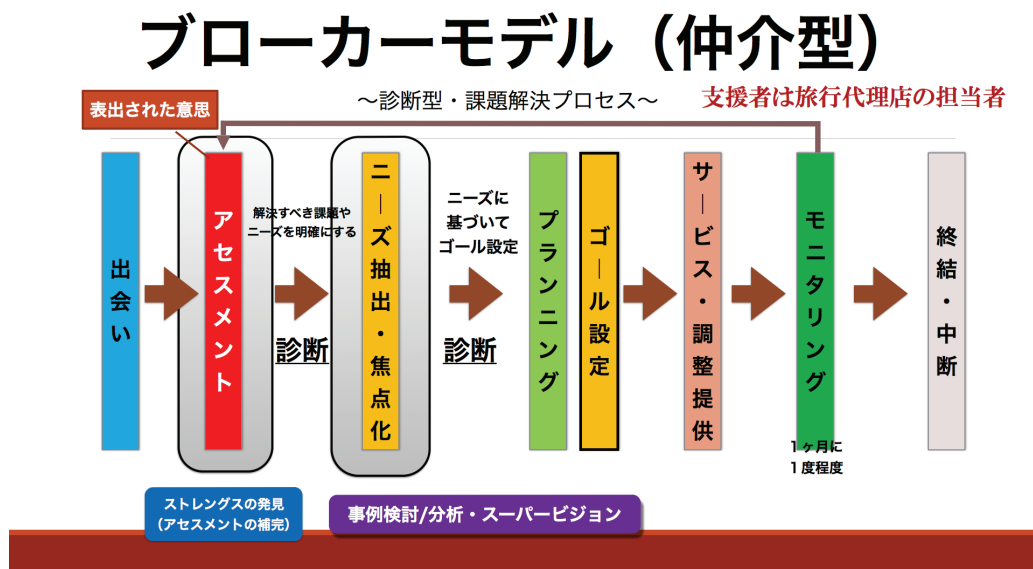 ブローカーモデル（仲介型）
〜診断型・課題解決プロセス〜
支援者は旅行代理店の担当者
表出された意思
出会い
アセスメント
解決すべき課題や
ニーズを明確にする
診断
ニーズ抽出・焦点化
ニーズに
基づいて
ゴール設定
診断
プランニング
ゴール設定
サービス・調整提供
モニタリング
1ヶ月に
1度程度
終結・中断
ストレングスの発見
（アセスメントの補完）
事例検討/分析・スーパービジョン